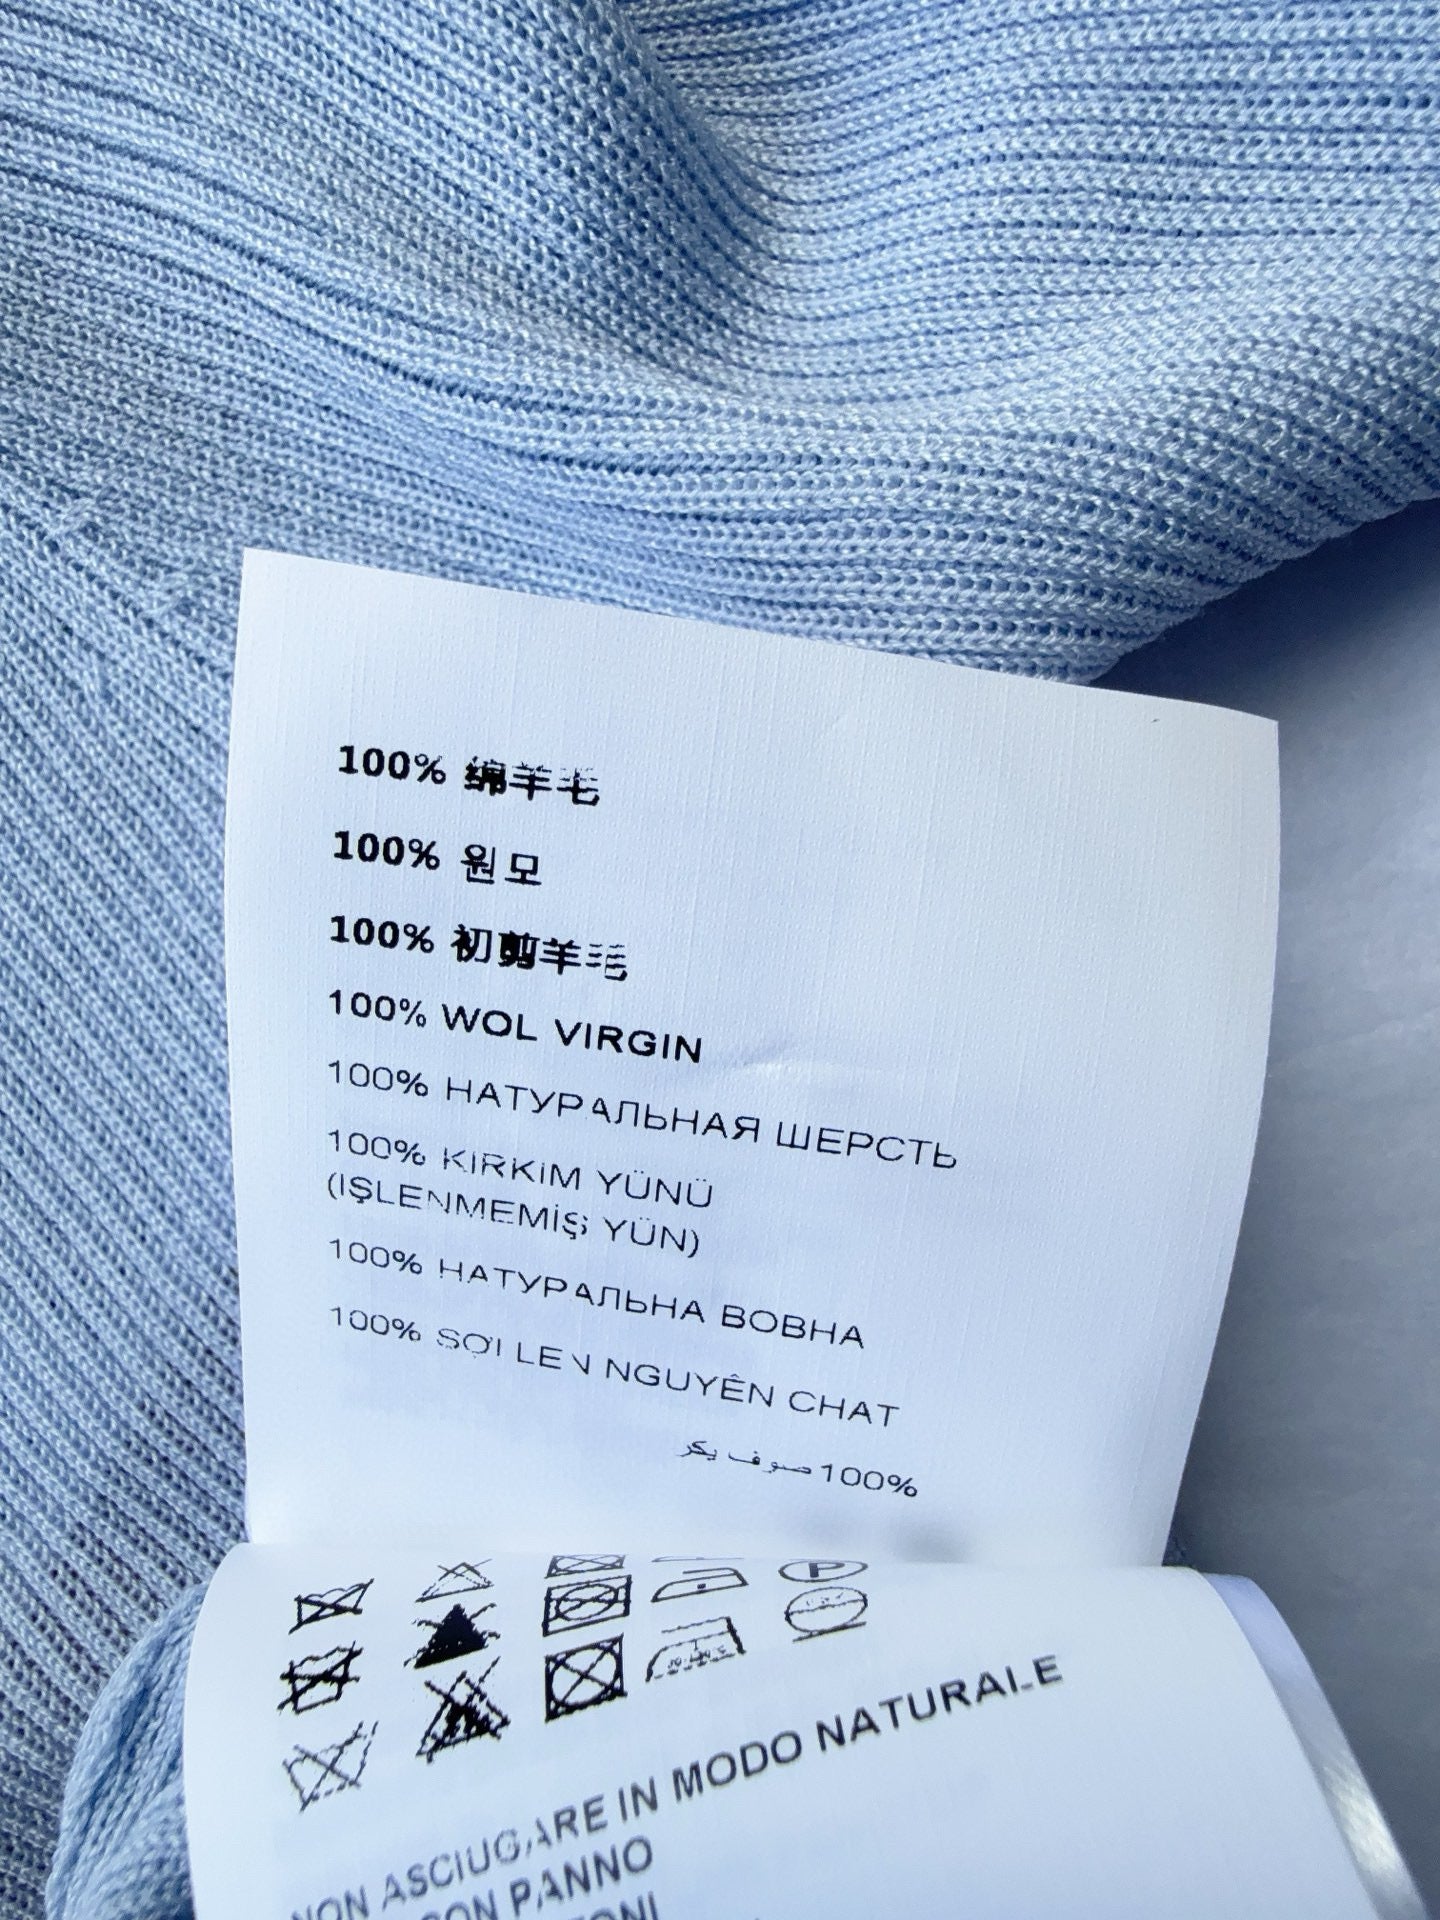 100% 绵羊毛
100% 원모
100% 初剪羊毛
100% WOL VIRGIN
100% НАТУРАЛЬНАЯ ШЕРСТЬ
100% KIRKIM YÜNÜ
(IŞLENMEMİŞ YÜN)
100% НАТУРАЛЬНА ВОВНА
100% SỢI LEN NGUYÊN CHAT
100% صوف بكر
P
NON ASCIUGARE IN MODO NATURALE
CON PANNO